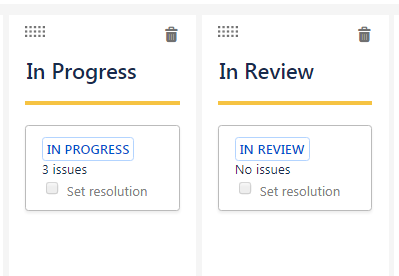 In Progress
IN PROGRESS
3 issues
Set resolution
In Review
IN REVIEW
No issues
Set resolution